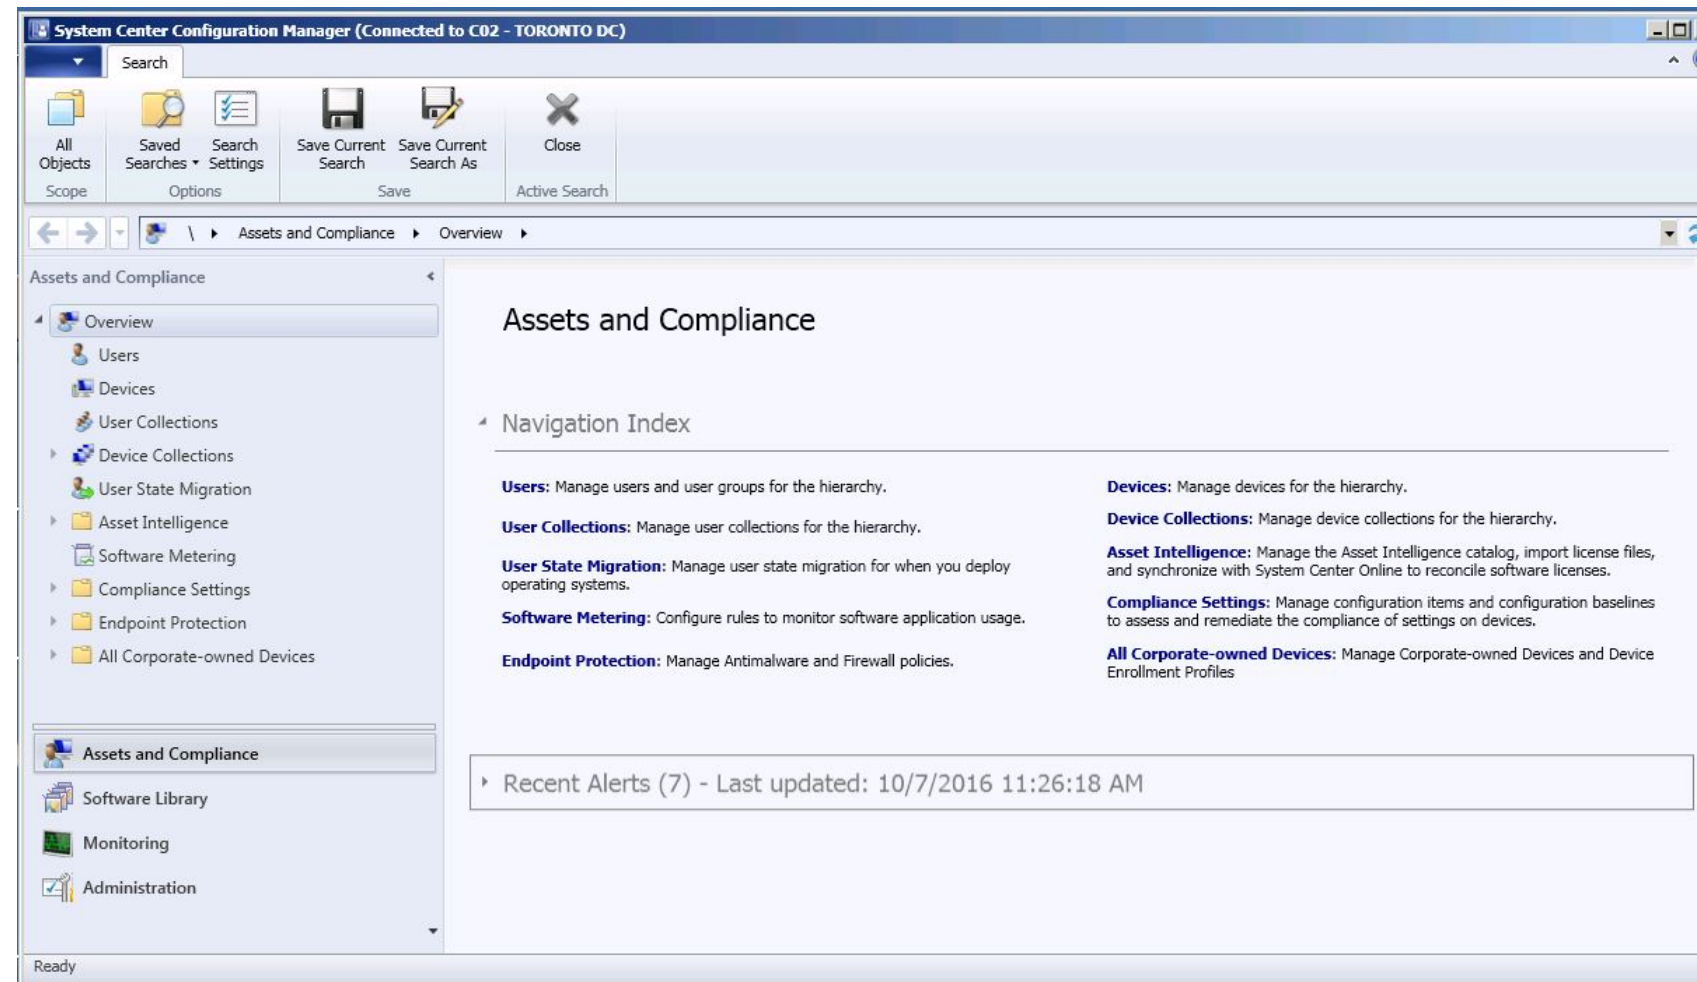 System Center Configuration Manager (Connected to C02 - TORONTO DC)
Search
All Objects
Saved Searches
Search Settings
Save Current Search
Save Current Search As
Close
Scope
Options
Save
Active Search
\ Assets and Compliance Overview
Assets and Compliance
Overview
Users
Devices
User Collections
Device Collections
User State Migration
Asset Intelligence
Software Metering
Compliance Settings
Endpoint Protection
All Corporate-owned Devices
Assets and Compliance
Software Library
Monitoring
Administration
Assets and Compliance
Navigation Index
Users: Manage users and user groups for the hierarchy.
User Collections: Manage user collections for the hierarchy.
User State Migration: Manage user state migration for when you deploy
operating systems.
Software Metering: Configure rules to monitor software application usage.
Endpoint Protection: Manage Antimalware and Firewall policies.
Devices: Manage devices for the hierarchy.
Device Collections: Manage device collections for the hierarchy.
Asset Intelligence: Manage the Asset Intelligence catalog, import license files,
and synchronize with System Center Online to reconcile software licenses.
Compliance Settings: Manage configuration items and configuration baselines
to assess and remediate the compliance of settings on devices.
All Corporate-owned Devices: Manage Corporate-owned Devices and Device
Enrollment Profiles
Recent Alerts (7) - Last updated: 10/7/2016 11:26:18 AM
Ready